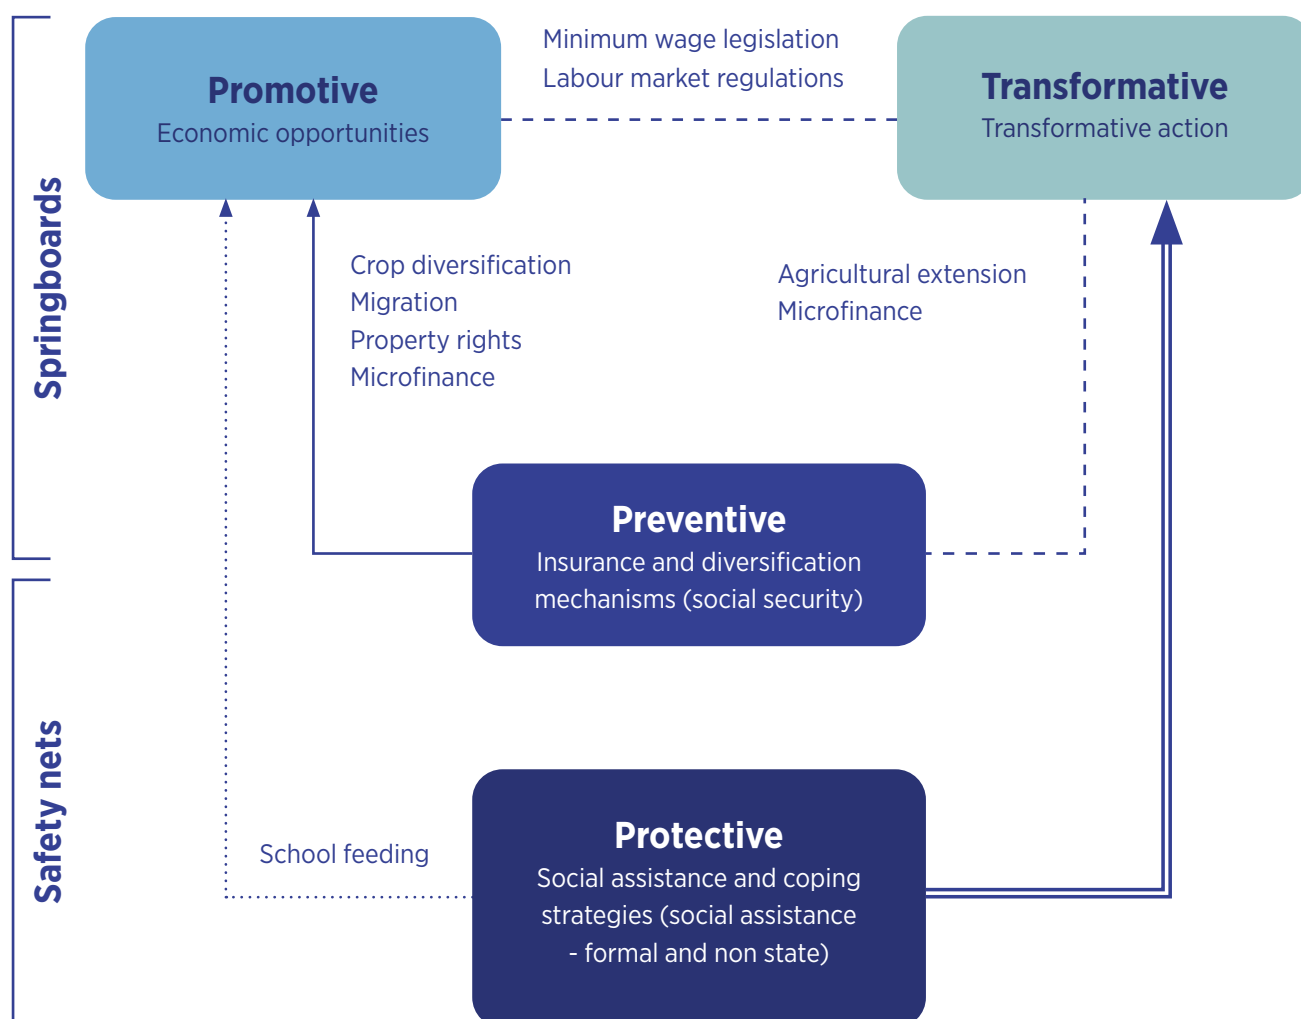 Springboards
Promotive
Economic opportunities
Minimum wage legislation
Labour market regulations
Transformative
Transformative action
Crop diversification
Migration
Property rights
Microfinance
Agricultural extension
Microfinance
Preventive
Insurance and diversification
mechanisms (social security)
Safety nets
School feeding
Protective
Social assistance and coping
strategies (social assistance
- formal and non state)